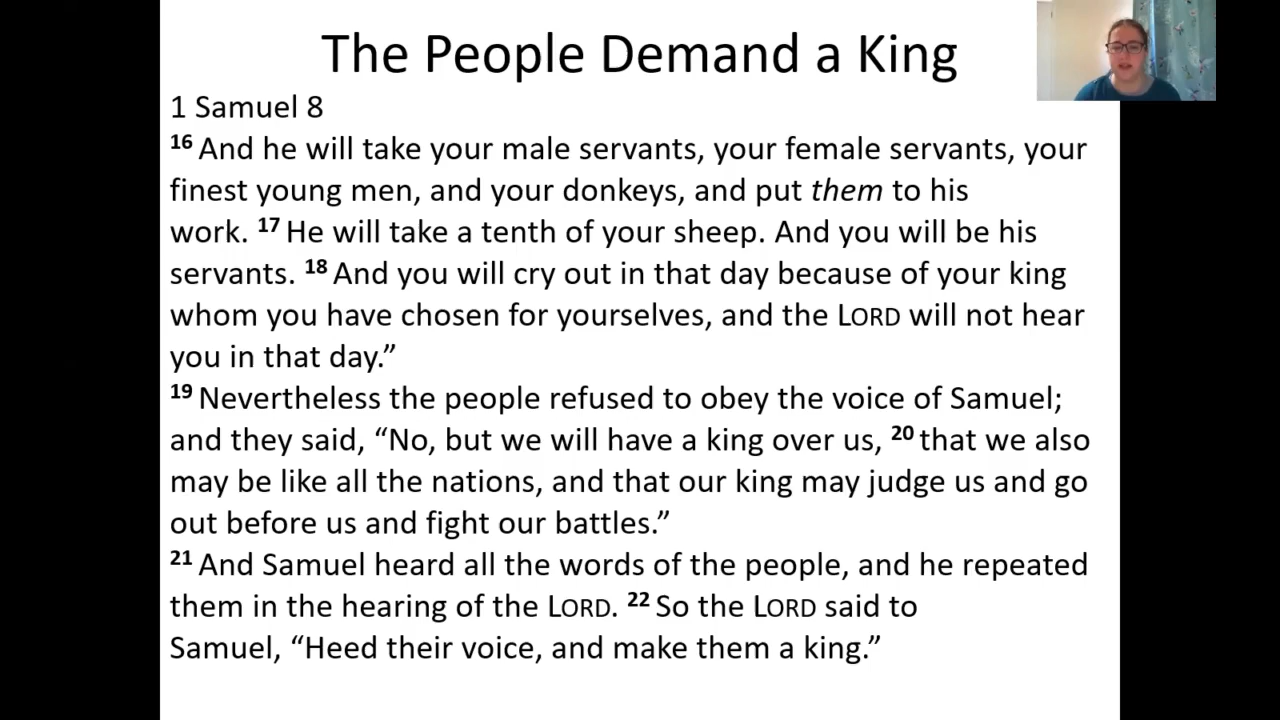 The People Demand a King
1 Samuel 8
16 And he will take your male servants, your female servants, your
finest young men, and your donkeys, and put them to his
work. 17 He will take a tenth of your sheep. And you will be his
servants. 18 And you will cry out in that day because of your king
whom you have chosen for yourselves, and the LORD will not hear
you in that day.”
19 Nevertheless the people refused to obey the voice of Samuel;
and they said, “No, but we will have a king over us, 20 that we also
may be like all the nations, and that our king may judge us and go
out before us and fight our battles.”
21 And Samuel heard all the words of the people, and he repeated
them in the hearing of the LORD. 22 So the LORD said to
Samuel, “Heed their voice, and make them a king.”